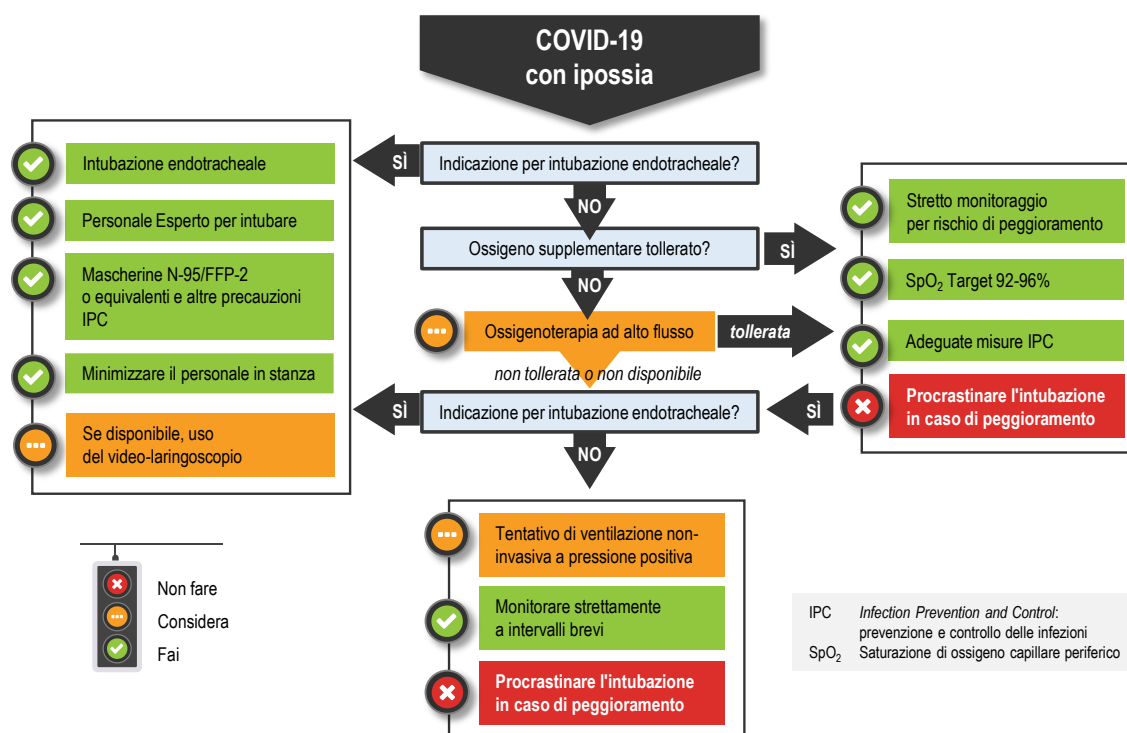 COVID-19
con ipossia
Indicazione per intubazione endotracheale?
SÌ
Intubazione endotracheale
Personale Esperto per intubare
Mascherine N-95/FFP-2
o equivalenti e altre precauzioni
IPC
Minimizzare il personale in stanza
Se disponibile, uso
del video-laringoscopio
NO
Ossigeno supplementare tollerato?
SÌ
Stretto monitoraggio
per rischio di peggioramento
SpO₂ Target 92-96%
Adeguate misure IPC
Procrastinare l'intubazione
in caso di peggioramento
NO
Ossigenoterapia ad alto flusso
tollerata
non tollerata o non disponibile
SÌ
Indicazione per intubazione endotracheale?
SÌ
NO
Tentativo di ventilazione non-
invasiva a pressione positiva
Monitorare strettamente
a intervalli brevi
Procrastinare l'intubazione
in caso di peggioramento
Non fare
Considera
Fai
IPC Infection Prevention and Control:
prevenzione e controllo delle infezioni
SpO₂ Saturazione di ossigeno capillare periferico